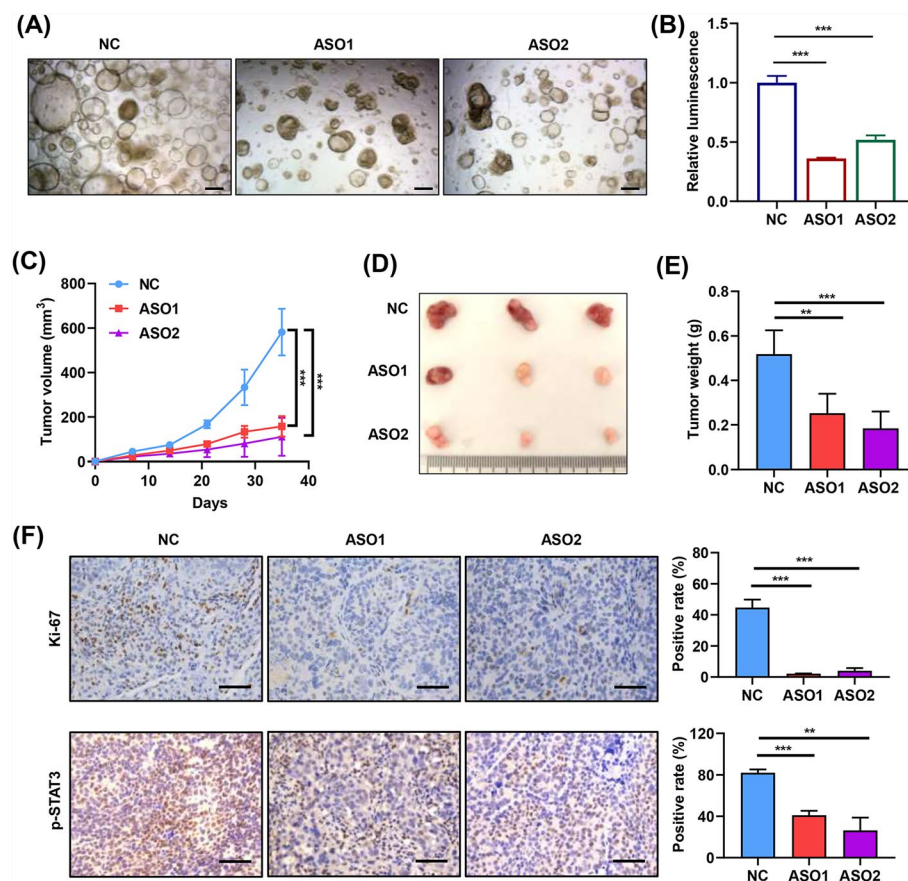 (A)
NC
ASO1
ASO2
(B)
Relative luminescence
1.5
1.0
0.5
0.0
***
***
NC
ASO1
ASO2
(C)
Tumor volume (mm³)
800
600
400
200
0
NC
ASO1
ASO2
***
***
0
10
20
30
40
Days
(D)
NC
ASO1
ASO2
(E)
Tumor weight (g)
0.8
0.6
0.4
0.2
0.0
***
**
NC
ASO1
ASO2
(F)
NC
ASO1
ASO2
Ki-67
Positive rate (%)
120
80
40
0
***
***
NC
ASO1
ASO2
p-STAT3
Positive rate (%)
120
80
40
0
**
***
NC
ASO1
ASO2